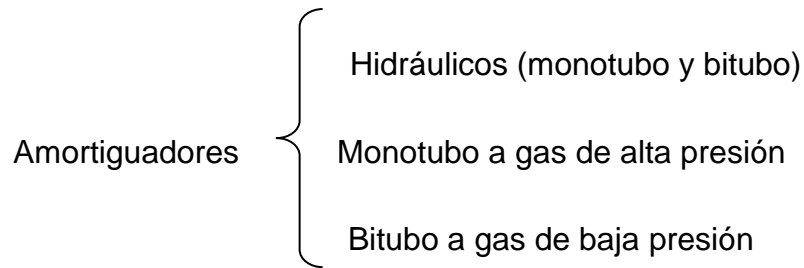 Hidráulicos (monotubo y bitubo)
Amortiguadores
Monotubo a gas de alta presión
Bitubo a gas de baja presión